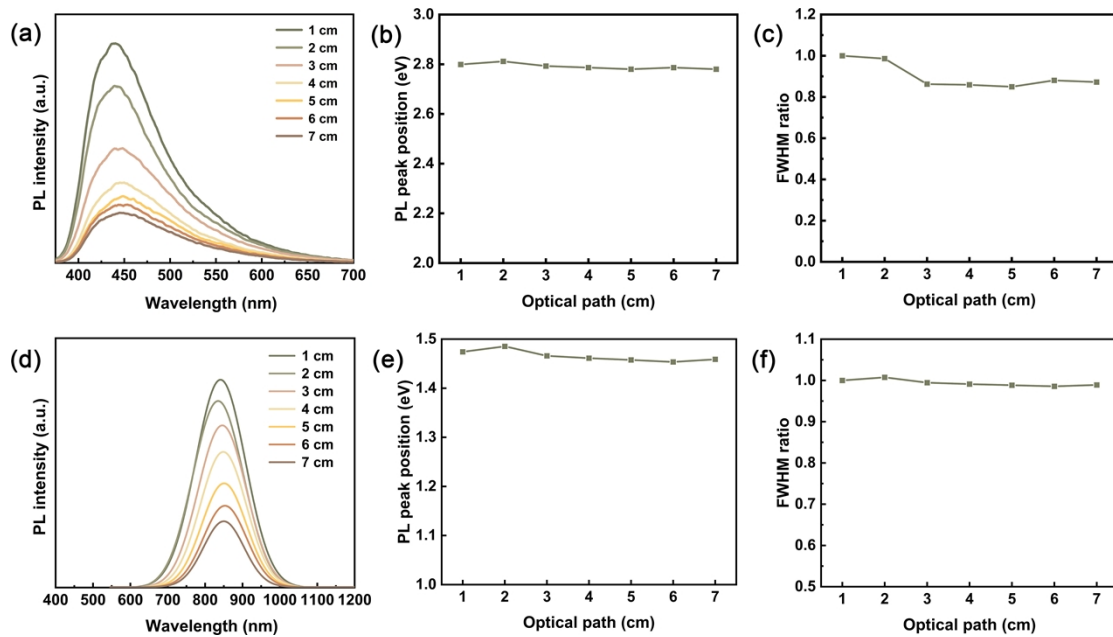 (a)
PL intensity (a.u.)
1 cm
2 cm
3 cm
4 cm
5 cm
6 cm
7 cm
400 450 500 550 600 650 700
Wavelength (nm)
(b)
PL peak position (eV)
3.0
2.8
2.6
2.4
2.2
2.0
1 2 3 4 5 6 7
Optical path (cm)
(c)
FWHM ratio
1.2
1.0
0.8
0.6
0.4
0.2
0.0
1 2 3 4 5 6 7
Optical path (cm)
(d)
PL intensity (a.u.)
1 cm
2 cm
3 cm
4 cm
5 cm
6 cm
7 cm
400 500 600 700 800 900 1000 1100 1200
Wavelength (nm)
(e)
PL peak position (eV)
1.5
1.4
1.3
1.2
1.1
1.0
1 2 3 4 5 6 7
Optical path (cm)
(f)
FWHM ratio
1.1
1.0
0.9
0.8
0.7
0.6
0.5
1 2 3 4 5 6 7
Optical path (cm)